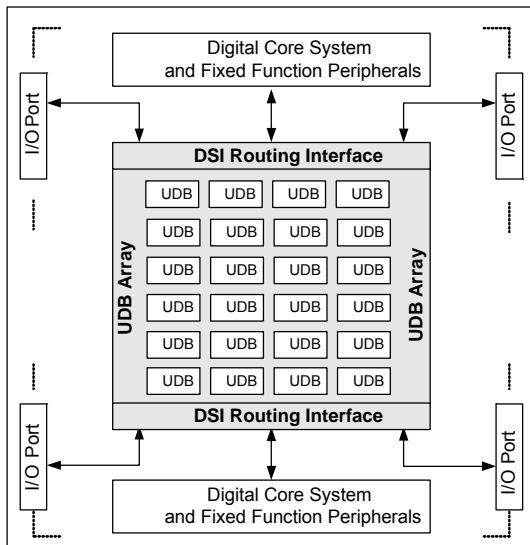 Digital Core System
and Fixed Function Peripherals
I/O Port
I/O Port
DSI Routing Interface
UDB UDB UDB UDB
UDB UDB UDB UDB
UDB Array
UDB Array
UDB UDB UDB UDB
UDB UDB UDB UDB
UDB UDB UDB UDB
UDB UDB UDB UDB
DSI Routing Interface
I/O Port
I/O Port
Digital Core System
and Fixed Function Peripherals